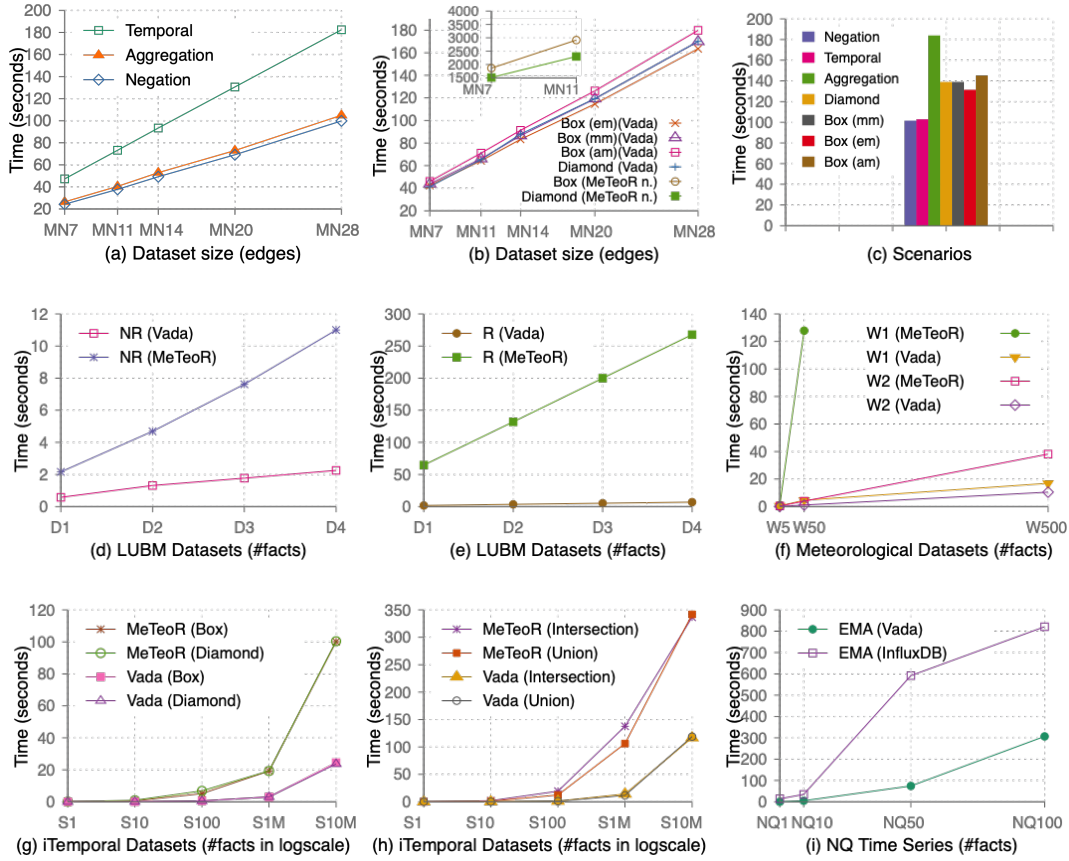 Time (seconds)
200
180
160
140
120
100
80
60
40
20
Temporal
Aggregation
Negation
MN7 MN11 MN14 MN20 MN28
(a) Dataset size (edges)
Time (seconds)
200
180
160
140
120
100
80
60
40
20
4000
3500
3000
2500
2000
1500
MN7 MN11
Box (em)(Vada)
Box (mm)(Vada)
Box (am)(Vada)
Diamond (Vada)
Box (MeTeoR n.)
Diamond (MeTeoR n.)
MN7 MN11 MN14 MN20 MN28
(b) Dataset size (edges)
Time (seconds)
200
180
160
140
120
100
80
60
40
20
0
Negation
Temporal
Aggregation
Diamond
Box (mm)
Box (em)
Box (am)
(c) Scenarios
Time (seconds)
12
10
8
6
4
2
0
NR (Vada)
NR (MeTeoR)
D1 D2 D3 D4
(d) LUBM Datasets (#facts)
Time (seconds)
300
250
200
150
100
50
0
R (Vada)
R (MeTeoR)
D1 D2 D3 D4
(e) LUBM Datasets (#facts)
Time (seconds)
140
120
100
80
60
40
20
0
W1 (MeTeoR)
W1 (Vada)
W2 (MeTeoR)
W2 (Vada)
W5 W50 W500
(f) Meteorological Datasets (#facts)
Time (seconds)
120
100
80
60
40
20
0
MeTeoR (Box)
MeTeoR (Diamond)
Vada (Box)
Vada (Diamond)
S1 S10 S100 S1M S10M
(g) iTemporal Datasets (#facts in logscale)
Time (seconds)
350
300
250
200
150
100
50
0
MeTeoR (Intersection)
MeTeoR (Union)
Vada (Intersection)
Vada (Union)
S1 S10 S100 S1M S10M
(h) iTemporal Datasets (#facts in logscale)
Time (seconds)
900
800
700
600
500
400
300
200
100
0
EMA (Vada)
EMA (InfluxDB)
NQ1 NQ10 NQ50 NQ100
(i) NQ Time Series (#facts)